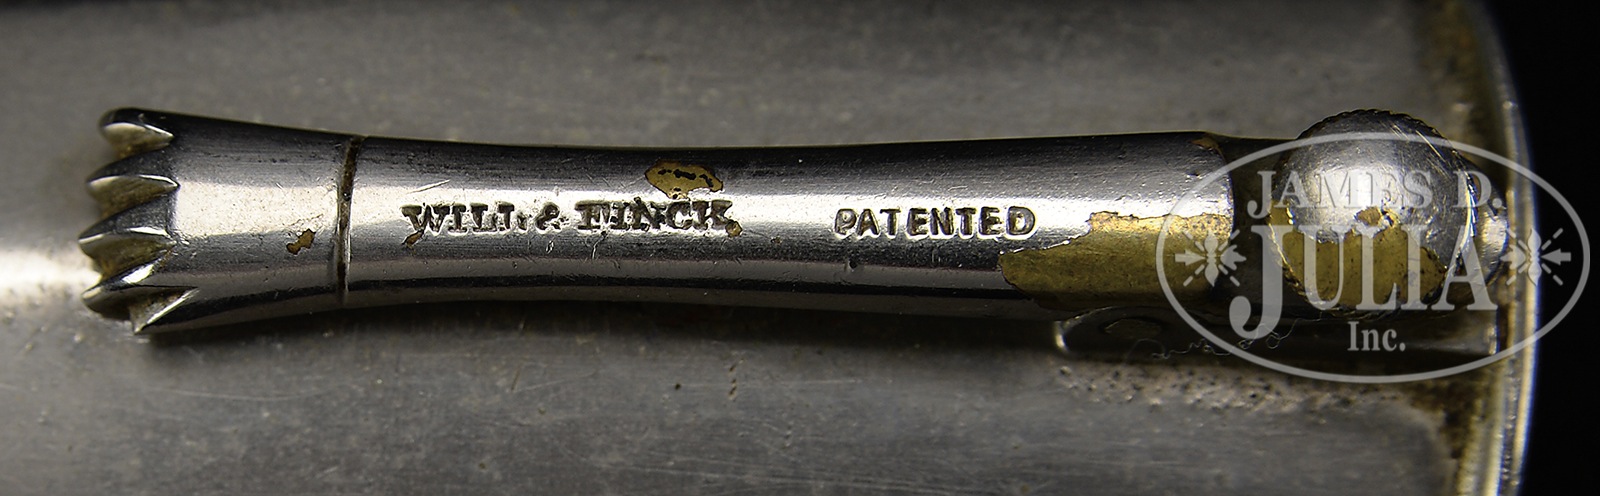 WILL & FINCK PATENTED
JAMES D.
JULIA
Inc.